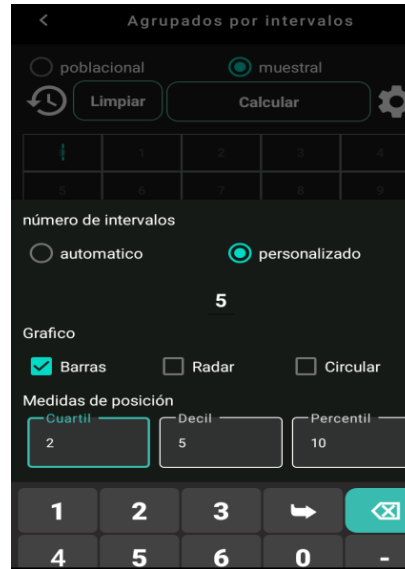 Agrupados por intervalos
poblacional muestral
Limpiar Calcular
1 2 3 4
5 6 7 8 9
número de intervalos
automatico personalizado
5
Grafico
Barras Radar Circular
Medidas de posición
Cuartil Decil Percentil
2 5 10
1 2 3
4 5 6 0 -